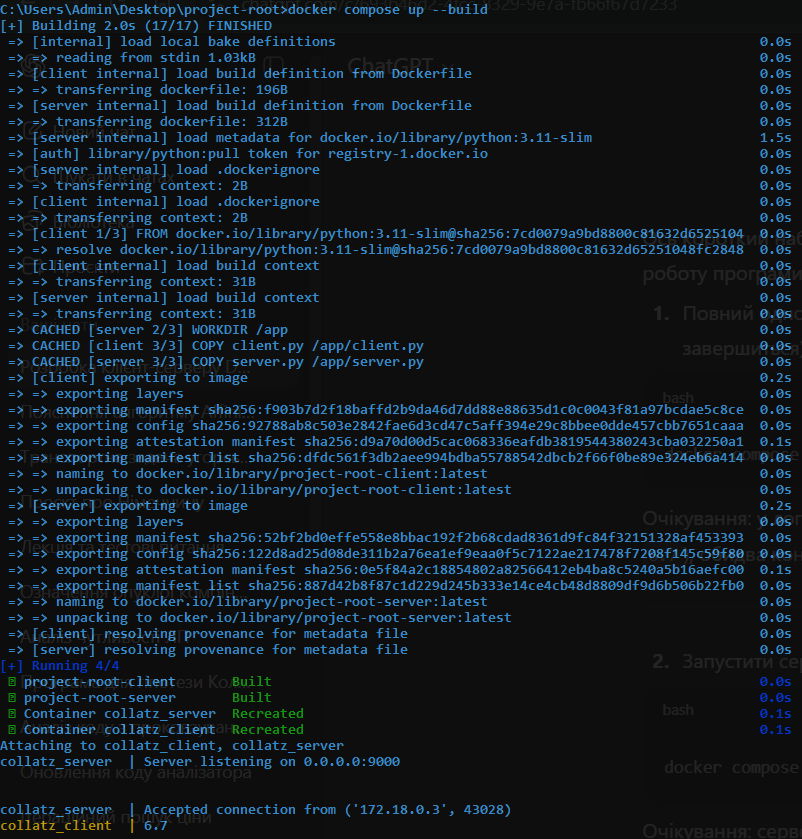 C:\Users\Admin\Desktop\project-root>docker compose up --build
[+] Building 2.0s (17/17) FINISHED
=> [internal] load local bake definitions 0.0s
=> => reading from stdin 1.03kB 0.0s
=> [client internal] load build definition from Dockerfile 0.0s
=> => transferring dockerfile: 196B 0.0s
=> [server internal] load build definition from Dockerfile 0.0s
=> => transferring dockerfile: 312B 0.0s
=> [server internal] load metadata for docker.io/library/python:3.11-slim 1.5s
=> [auth] library/python:pull token for registry-1.docker.io 0.0s
=> [server internal] load .dockerignore 0.0s
=> => transferring context: 2B 0.0s
=> [client internal] load .dockerignore 0.0s
=> => transferring context: 2B 0.0s
=> [client 1/3] FROM docker.io/library/python:3.11-slim@sha256:7cd0079a9bd8800c81632d6525104 0.0s
=> => resolve docker.io/library/python:3.11-slim@sha256:7cd0079a9bd8800c81632d65251048fc2848 0.0s
=> [client internal] load build context 0.0s
=> => transferring context: 31B 0.0s
=> [server internal] load build context 0.0s
=> => transferring context: 31B 0.0s
=> CACHED [server 2/3] WORKDIR /app 0.0s
=> CACHED [client 3/3] COPY client.py /app/client.py 0.0s
=> CACHED [server 3/3] COPY server.py /app/server.py 0.0s
=> [client] exporting to image 0.2s
=> => exporting layers 0.0s
=> => exporting manifest sha256:f903b7d2f18baffd2b9da46d7dd88e88635d1c0c0043f81a97bcdae5c8ce 0.0s
=> => exporting config sha256:92788ab8c503e2842fae6d3cd47c5aff394e29c8bbee0dde457cbb7651caaa 0.0s
=> => exporting attestation manifest sha256:d9a70d00d5cac068336eafdb3819544380243cba032250a1 0.1s
=> => exporting manifest list sha256:dfdc561f3db2aee994bdba55788542dbcb2f66f0be89e324eb6a414 0.0s
=> => naming to docker.io/library/project-root-client:latest 0.0s
=> => unpacking to docker.io/library/project-root-client:latest 0.0s
=> [server] exporting to image 0.2s
=> => exporting layers 0.0s
=> => exporting manifest sha256:52bf2bd0effe558e8bbac192f2b68cdad8361d9fc84f32151328af453393 0.0s
=> => exporting config sha256:122d8ad25d08de311b2a76ea1ef9eaa0f5c7122ae217478f7208f145c59f80 0.0s
=> => exporting attestation manifest sha256:0e5f84a2c18854802a82566412eb4ba8c5240a5b16aefc00 0.1s
=> => exporting manifest list sha256:887d42b8f87c1d229d245b333e14ce4cb48d8809df9d6b506b22fb0 0.0s
=> => naming to docker.io/library/project-root-server:latest 0.0s
=> => unpacking to docker.io/library/project-root-server:latest 0.0s
=> [client] resolving provenance for metadata file 0.0s
=> [server] resolving provenance for metadata file 0.0s
[+] Running 4/4
project-root-client Built 0.0s
project-root-server Built 0.0s
Container collatz_server Recreated 0.1s
Container collatz_client Recreated 0.1s
Attaching to collatz_client, collatz_server
collatz_server | Server listening on 0.0.0.0:9000
collatz_server | Accepted connection from ('172.18.0.3', 43028)
collatz_client | 6.7